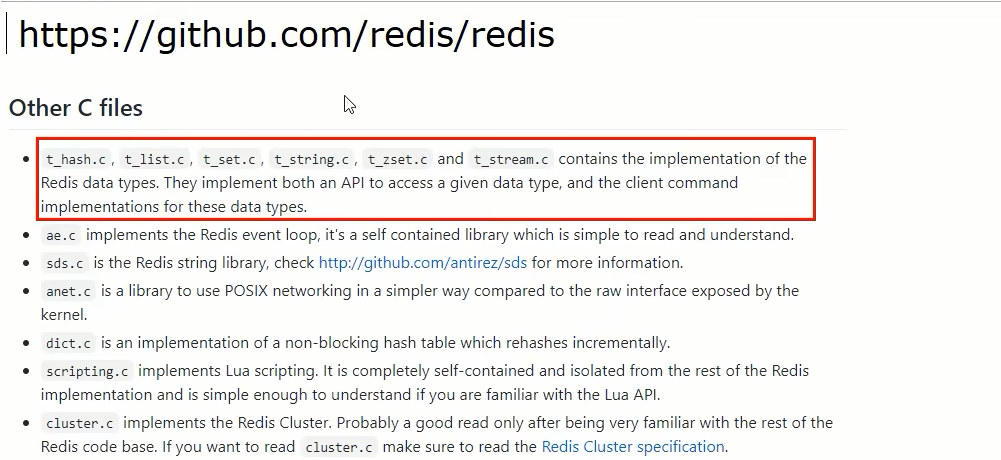 https://github.com/redis/redis
Other C files
t_hash.c, t_list.c, t_set.c, t_string.c, t_zset.c and t_stream.c contains the implementation of the
Redis data types. They implement both an API to access a given data type, and the client command
implementations for these data types.
ae.c implements the Redis event loop, it's a self contained library which is simple to read and understand.
sds.c is the Redis string library, check http://github.com/antirez/sds for more information.
anet.c is a library to use POSIX networking in a simpler way compared to the raw interface exposed by the
kernel.
dict.c is an implementation of a non-blocking hash table which rehashes incrementally.
scripting.c implements Lua scripting. It is completely self-contained and isolated from the rest of the Redis
implementation and is simple enough to understand if you are familiar with the Lua API.
cluster.c implements the Redis Cluster. Probably a good read only after being very familiar with the rest of the
Redis code base. If you want to read cluster.c make sure to read the Redis Cluster specification.